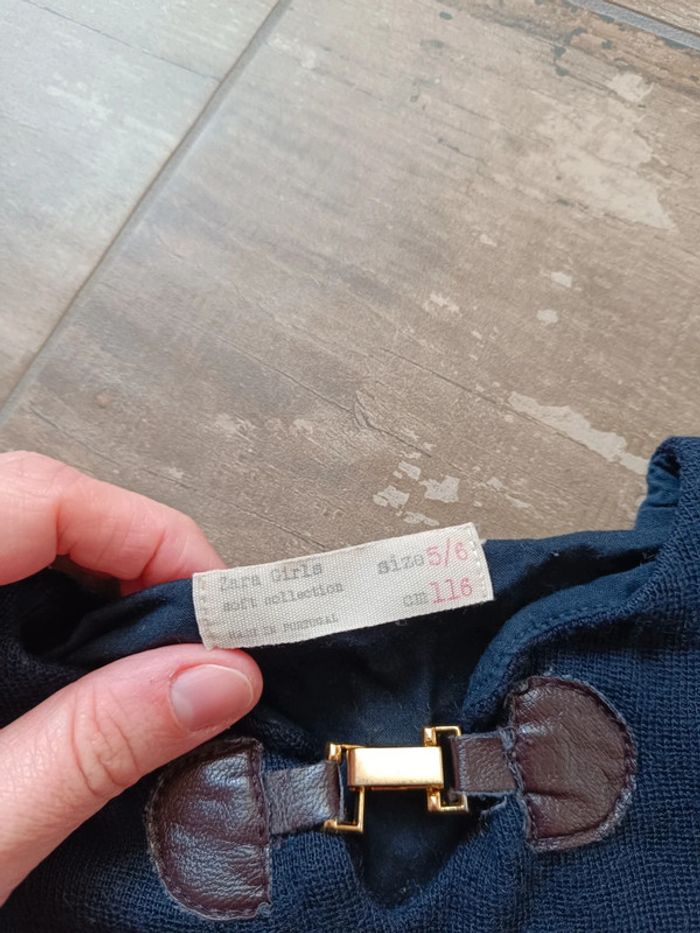 Zara Girls size 5/6
soft collection cm 116
MADE IN PORTUGAL